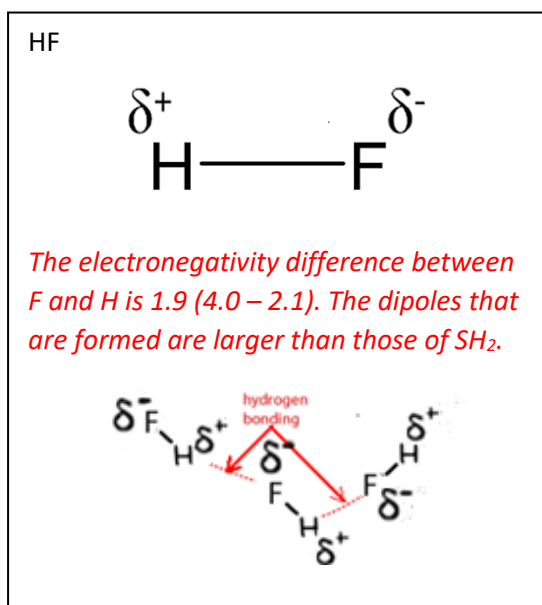 HF
δ+ δ-
H F
The electronegativity difference between
F and H is 1.9 (4.0 – 2.1). The dipoles that
are formed are larger than those of SH₂.
hydrogen
bonding
δ- F H δ+
δ- F H δ+
δ+ H F δ-